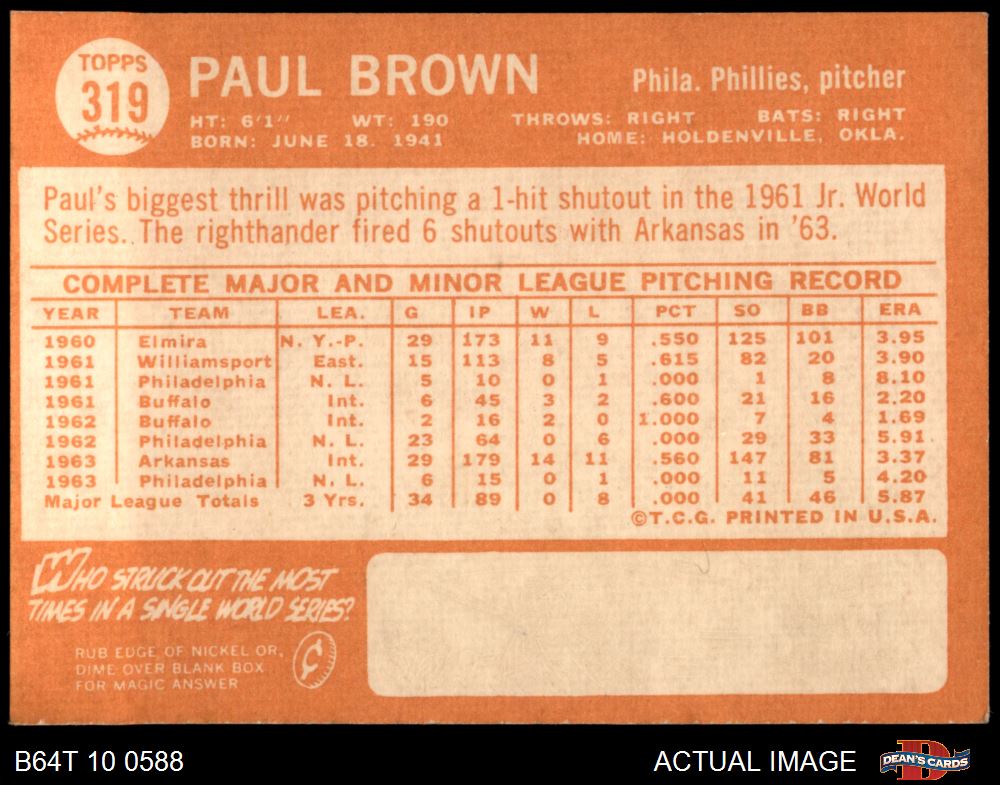 TOPPS
319
PAUL BROWN
Phila. Phillies, pitcher
HT: 6'1" WT: 190 THROWS: RIGHT BATS: RIGHT
BORN: JUNE 18. 1941 HOME: HOLDENVILLE, OKLA.
Paul's biggest thrill was pitching a 1-hit shutout in the 1961 Jr. World
Series. The righthander fired 6 shutouts with Arkansas in '63.
COMPLETE MAJOR AND MINOR LEAGUE PITCHING RECORD
YEAR TEAM LEA. G IP W L PCT SO BB ERA
1960 Elmira N. Y.-P. 29 173 11 9 .550 125 101 3.95
1961 Williamsport East. 15 113 8 5 .615 82 20 3.90
1961 Philadelphia N. L. 5 10 0 1 .000 1 8 8.10
1961 Buffalo Int. 6 45 3 2 .600 21 16 2.20
1962 Buffalo Int. 2 16 2 0 1.000 7 4 1.69
1962 Philadelphia N. L. 23 64 0 6 .000 29 33 5.91
1963 Arkansas Int. 29 179 14 11 .560 147 81 3.37
1963 Philadelphia N. L. 6 15 0 1 .000 11 5 4.20
Major League Totals 3 Yrs. 34 89 0 8 .000 41 46 5.87
©T.C.G. PRINTED IN U.S.A.
WHO STRUCK OUT THE MOST
TIMES IN A SINGLE WORLD SERIES?
RUB EDGE OF NICKEL OR,
DIME OVER BLANK BOX
FOR MAGIC ANSWER
¢
B64T 10 0588 ACTUAL IMAGE
D
DEAN'S CARDS